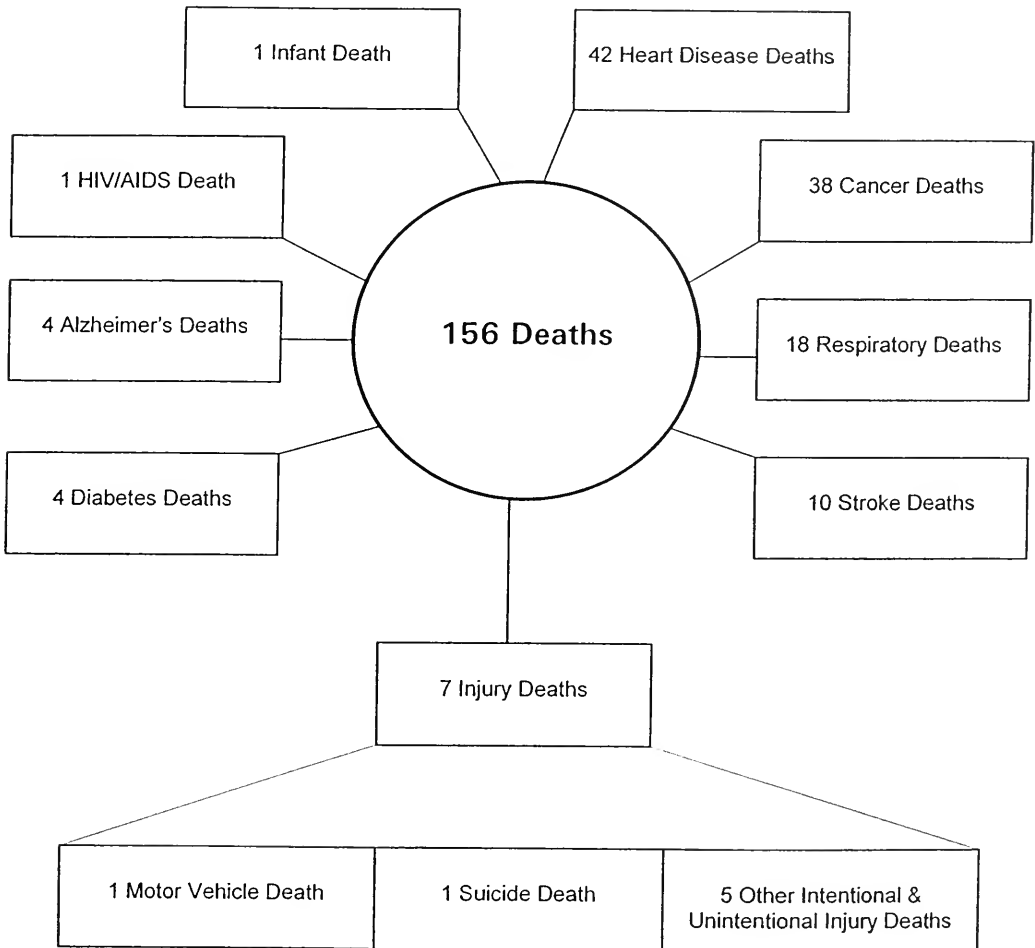 1 Infant Death
42 Heart Disease Deaths
1 HIV/AIDS Death
38 Cancer Deaths
4 Alzheimer's Deaths
156 Deaths
18 Respiratory Deaths
4 Diabetes Deaths
10 Stroke Deaths
7 Injury Deaths
1 Motor Vehicle Death
1 Suicide Death
5 Other Intentional &
Unintentional Injury Deaths